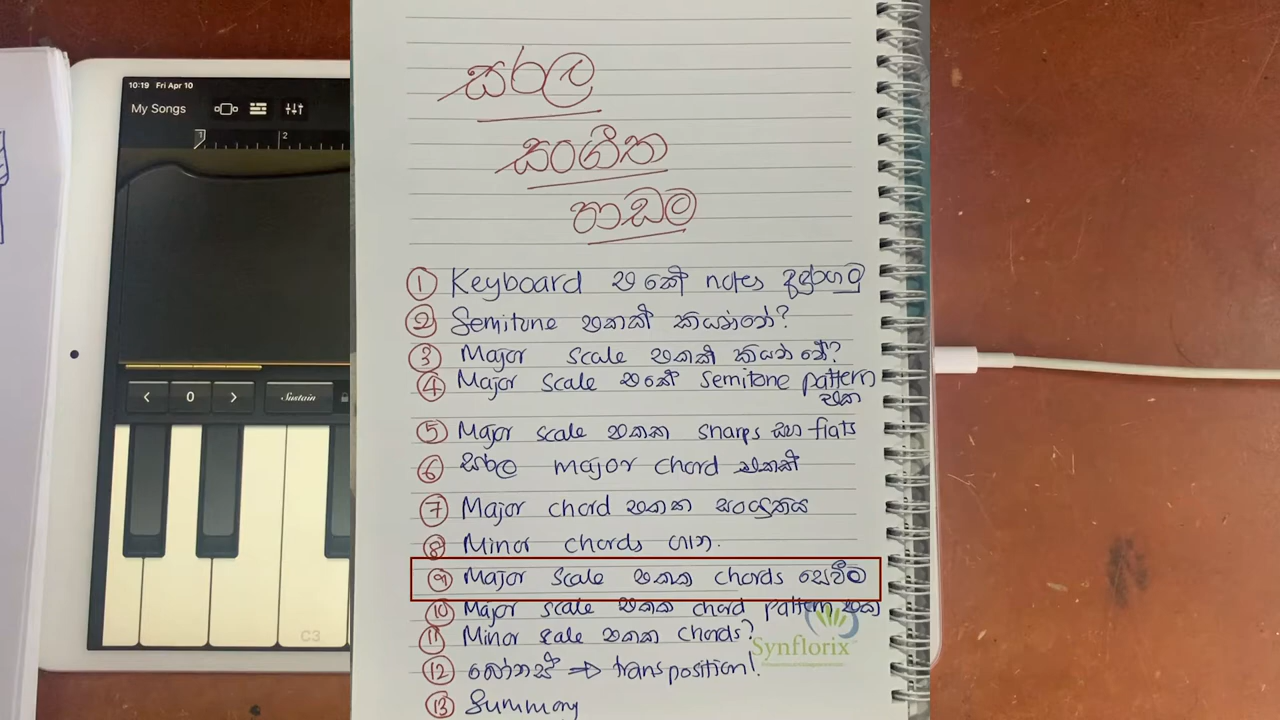 10:19 Fri Apr 10
My Songs
1 2
< 0 > Sustain
C3
සරල
සංගීත
පාඩම
① Keyboard එකේ notes දැන්ගමු
② Semitone එකක් කියන්නේ?
③ Major scale එකක් කියන්නේ?
④ Major scale එකේ semitone pattern
එක
⑤ Major scale එකක sharps සහ flats
⑥ සරල major chord එකක්
⑦ Major chord එකක සංයුතිය
⑧ Minor chords ගැන.
⑨ Major scale එකක chords සෙවීම
⑩ Major scale එකක chord pattern එක
⑪ Minor scale එකක chords?
Synflorix
⑫ බෝනස් ⇒ transposition!
⑬ Summary